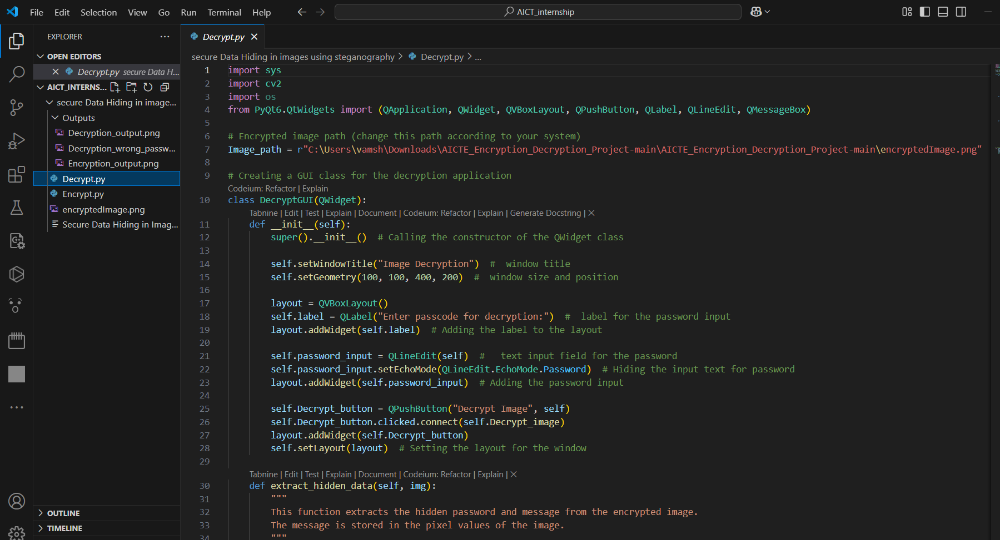 File Edit Selection View Go Run Terminal Help AICT_internship
EXPLORER
OPEN EDITORS
Decrypt.py secure Data H...
AICT_INTERNS...
secure Data Hiding in image...
Outputs
Decryption_output.png
Decryption_wrong_passw...
Encryption_output.png
Decrypt.py
Encrypt.py
encryptedImage.png
Secure Data Hiding in Imag...
OUTLINE
TIMELINE
Decrypt.py
secure Data Hiding in images using steganography > Decrypt.py > ...
1 import sys
2 import cv2
3 import os
4 from PyQt6.QtWidgets import (QApplication, QWidget, QVBoxLayout, QPushButton, QLabel, QLineEdit, QMessageBox)
5
6 # Encrypted image path (change this path according to your system)
7 Image_path = r"C:\Users\vamsh\Downloads\AICTE_Encryption_Decryption_Project-main\AICTE_Encryption_Decryption_Project-main\encryptedImage.png"
8
9 # Creating a GUI class for the decryption application
Codeium: Refactor | Explain
10 class DecryptGUI(QWidget):
Tabnine | Edit | Test | Explain | Document | Codeium: Refactor | Explain | Generate Docstring | X
11 def __init__(self):
12 super().__init__() # Calling the constructor of the QWidget class
13
14 self.setWindowTitle("Image Decryption") # window title
15 self.setGeometry(100, 100, 400, 200) # window size and position
16
17 layout = QVBoxLayout()
18 self.label = QLabel("Enter passcode for decryption:") # label for the password input
19 layout.addWidget(self.label) # Adding the label to the layout
20
21 self.password_input = QLineEdit(self) # text input field for the password
22 self.password_input.setEchoMode(QLineEdit.EchoMode.Password) # Hiding the input text for password
23 layout.addWidget(self.password_input) # Adding the password input
24
25 self.Decrypt_button = QPushButton("Decrypt Image", self)
26 self.Decrypt_button.clicked.connect(self.Decrypt_image)
27 layout.addWidget(self.Decrypt_button)
28 self.setLayout(layout) # Setting the layout for the window
29
Tabnine | Edit | Test | Explain | Document | Codeium: Refactor | Explain | X
30 def extract_hidden_data(self, img):
31 """
32 This function extracts the hidden password and message from the encrypted image.
33 The message is stored in the pixel values of the image.
34 """